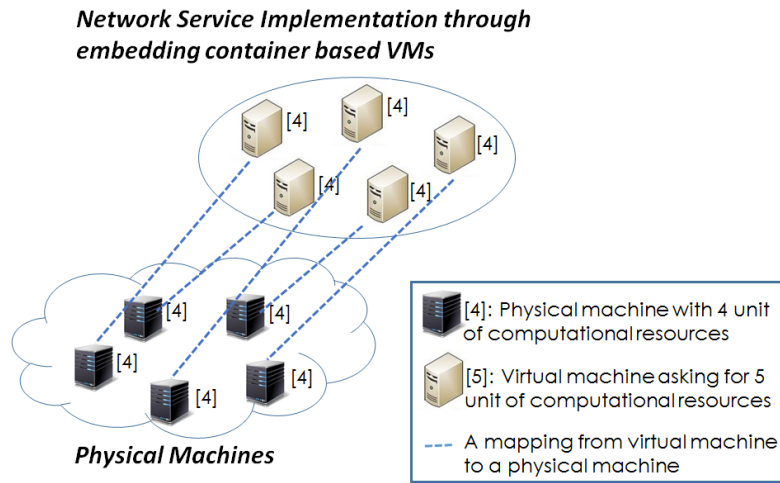 Network Service Implementation through
embedding container based VMs
[4]
[4]
[4]
[4]
[4]
[4]
[4]
[4]
[4]
[4]
Physical Machines
[4]: Physical machine with 4 unit
of computational resources
[5]: Virtual machine asking for 5
unit of computational resources
A mapping from virtual machine
to a physical machine